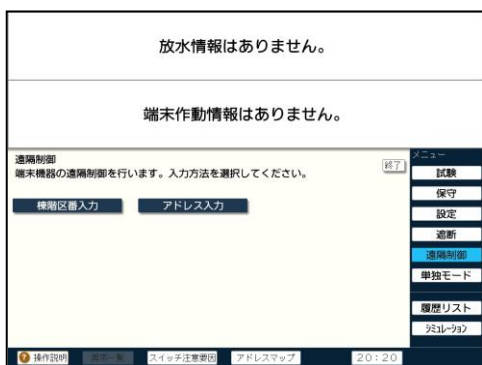 放水情報はありません。
端末作動情報はありません。
遠隔制御
端末機器の遠隔制御を行います。入力方法を選択してください。
終了
棟階区番入力
アドレス入力
メニュー
試験
保守
設定
遮断
遠隔制御
単独モード
履歴リスト
シミュレーション
操作説明
スイッチ注意要因
アドレスマップ
20:20